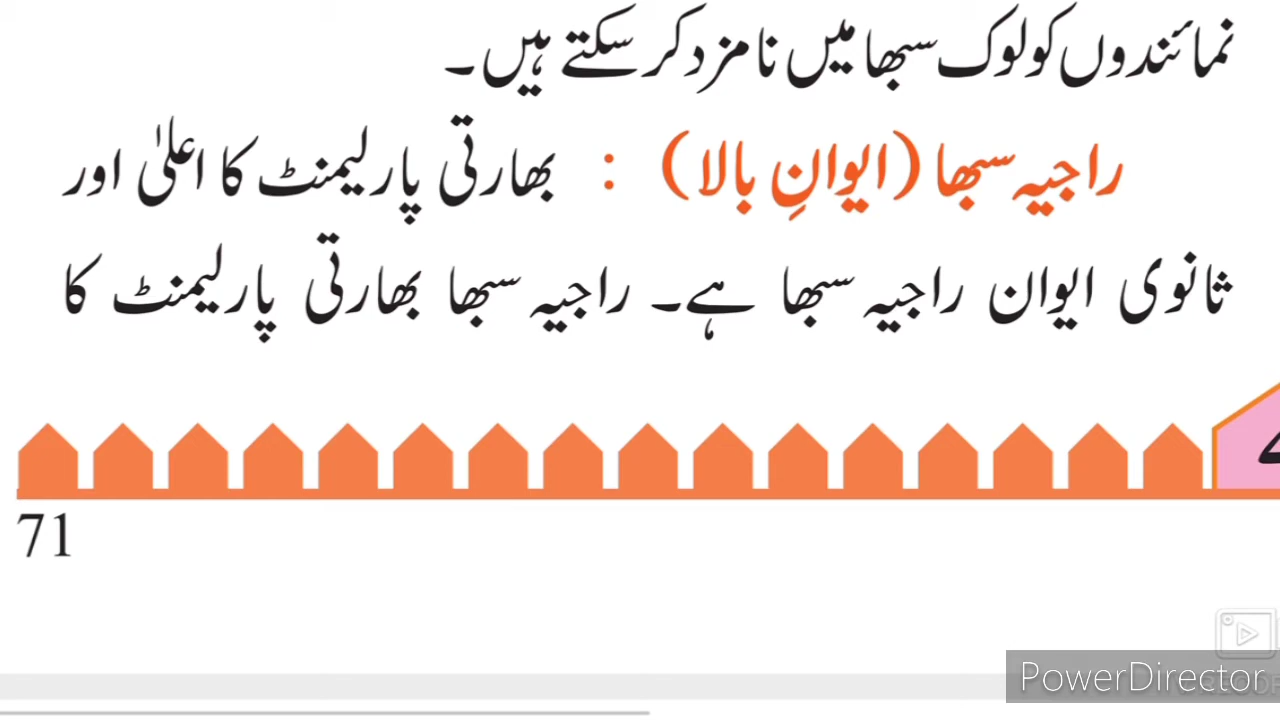 نمائندوں کو لوک سبھا میں نامزد کر سکتے ہیں۔
راجیہ سبھا (ایوانِ بالا) : بھارتی پارلیمنٹ کا اعلیٰ اور
ثانوی ایوان راجیہ سبھا ہے۔ راجیہ سبھا بھارتی پارلیمنٹ کا
71
PowerDirector